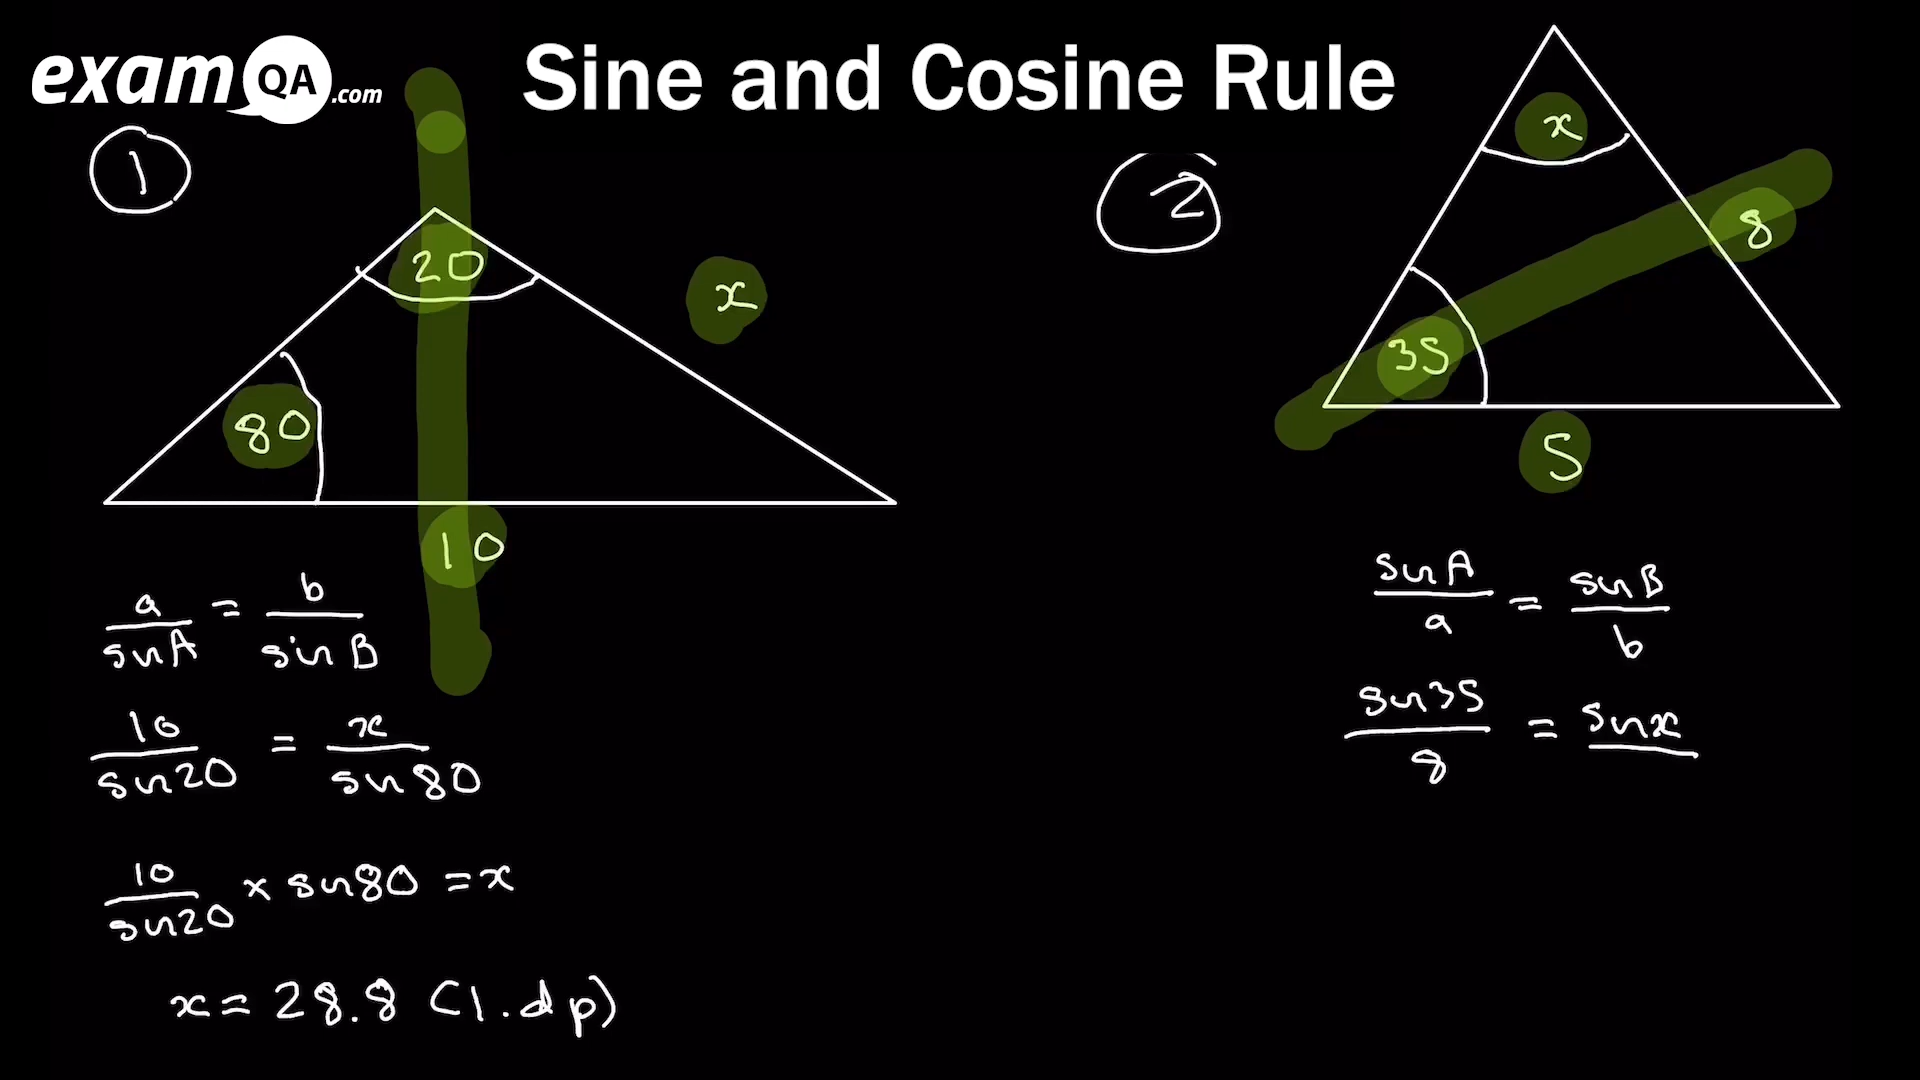 examQA.com
Sine and Cosine Rule
1
20
x
80
10
a/sinA = b/sinB
10/sin20 = x/sin80
10/sin20 × sin80 = x
x = 28.8 (1.dp)
2
x
8
35
5
sinA/a = sinB/b
sin35/8 = sinx